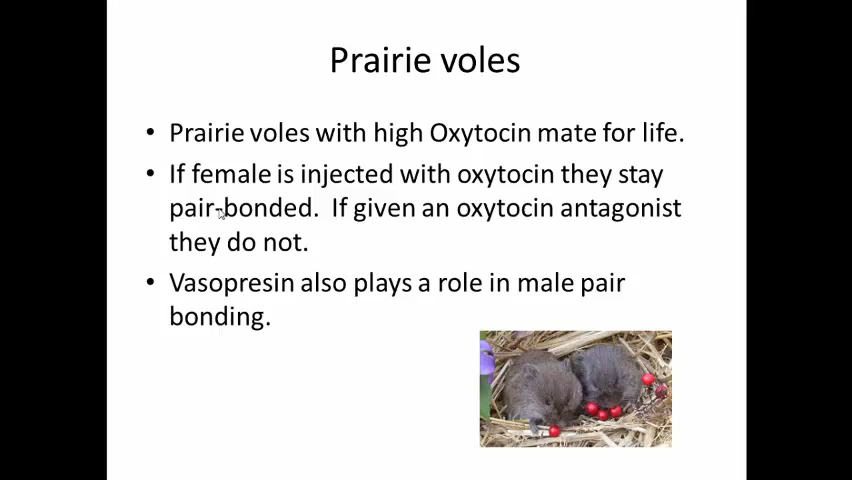 Prairie voles
• Prairie voles with high Oxytocin mate for life.
• If female is injected with oxytocin they stay
pair-bonded.  If given an oxytocin antagonist
they do not.
• Vasopresin also plays a role in male pair
bonding.